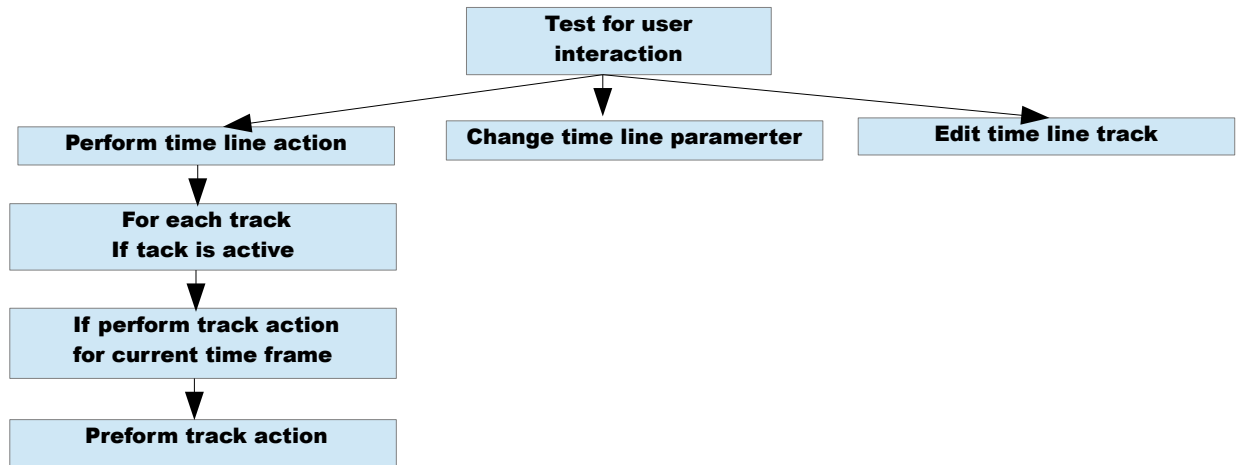 Test for user
interaction
Perform time line action
Change time line paramerter
Edit time line track
For each track
If tack is active
If perform track action
for current time frame
Preform track action